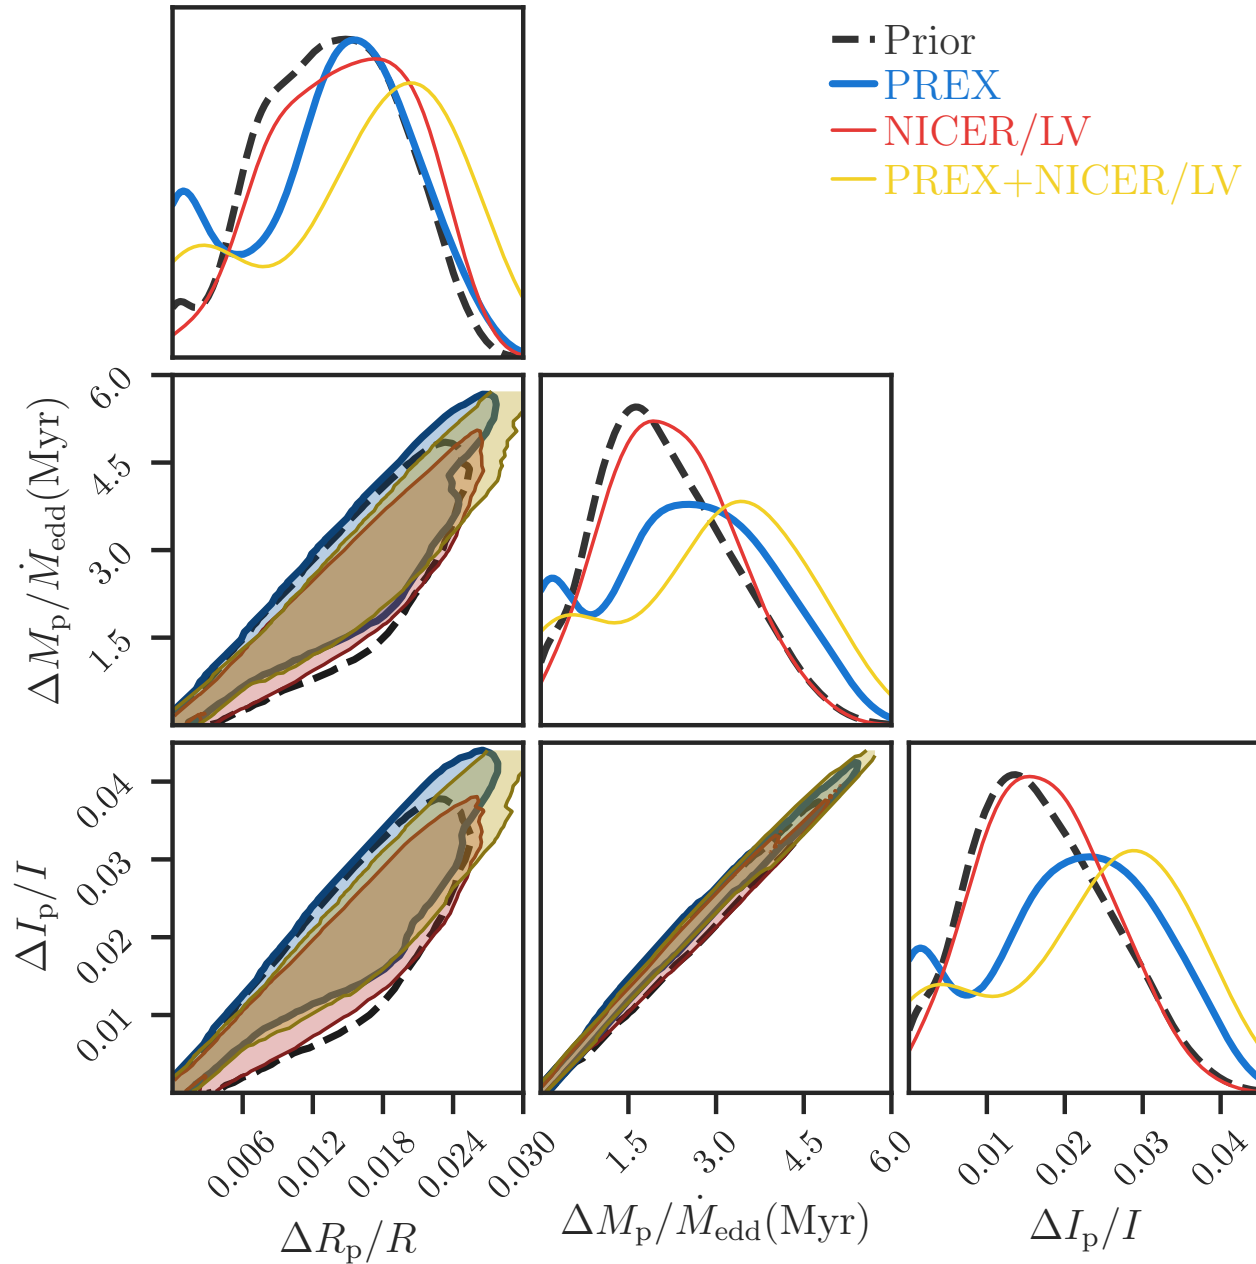 Prior
PREX
NICER/LV
PREX+NICER/LV
6.0
4.5
3.0
1.5
ΔM_p/Ṁ_edd(Myr)
0.04
0.03
0.02
0.01
ΔI_p/I
0.006 0.012 0.018 0.024 0.030 1.5 3.0 4.5 6.0 0.01 0.02 0.03 0.04
ΔR_p/R ΔM_p/Ṁ_edd(Myr) ΔI_p/I